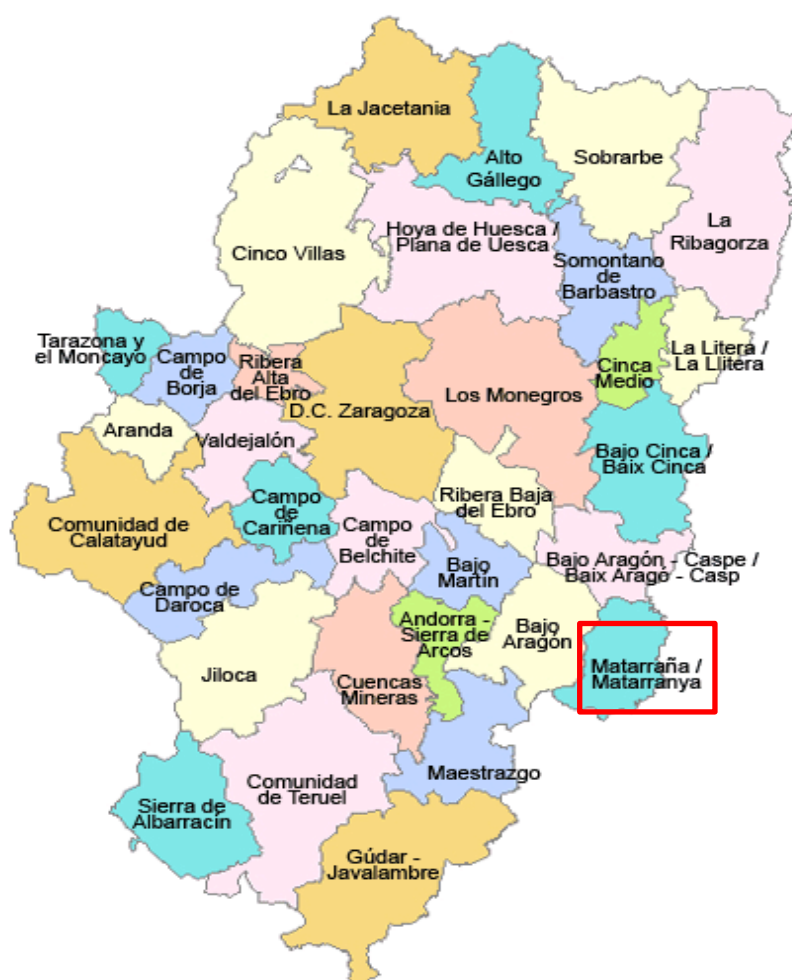 La Jacetania
Alto
Gállego
Sobrarbe
La
Ribagorza
Hoya de Huesca /
Plana de Uesca
Cinco Villas
Somontano
de
Barbastro
Tarazona y
el Moncayo
Campo
de
Borja
Ribera
Alta
del Ebro
D.C. Zaragoza
Los Monegros
Cinca
Medio
La Litera /
La Llitera
Aranda
Valdejalón
Bajo Cinca /
Baix Cinca
Comunidad de
Calatayud
Campo
de
Cariñena
Campo
de
Belchite
Ribera Baja
del Ebro
Bajo
Martín
Bajo Aragón - Caspe /
Baix Aragó - Casp
Campo de
Daroca
Andorra -
Sierra de
Arcos
Bajo
Aragón
Matarraña /
Matarranya
Jiloca
Cuencas
Mineras
Maestrazgo
Comunidad
de Teruel
Sierra de
Albarracín
Gúdar -
Javalambre